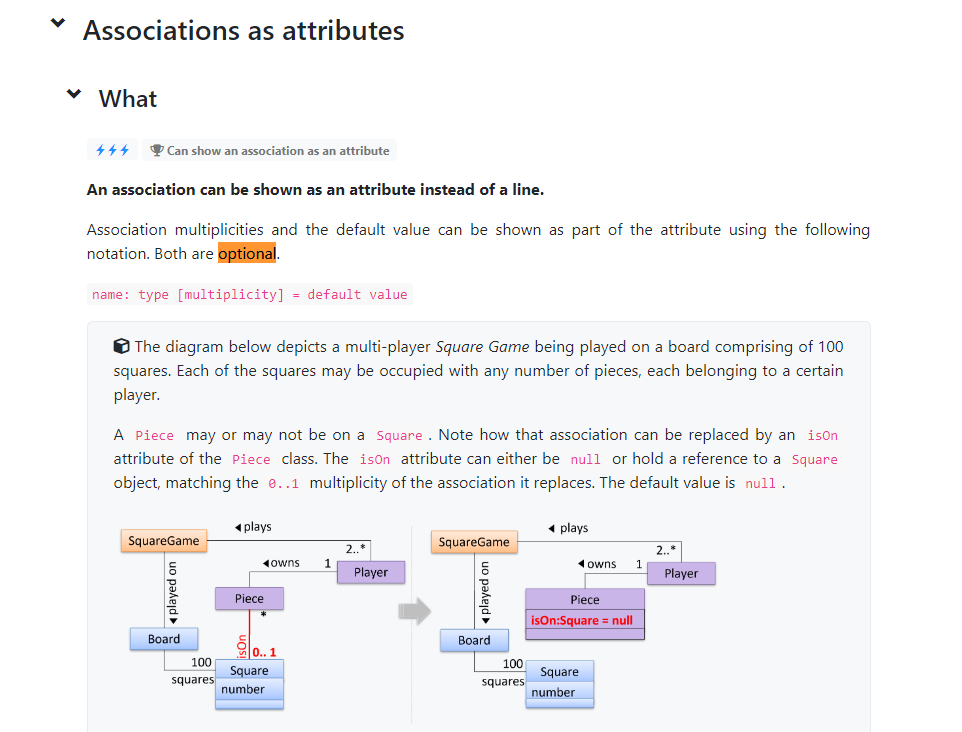 Associations as attributes
What
Can show an association as an attribute
An association can be shown as an attribute instead of a line.
Association multiplicities and the default value can be shown as part of the attribute using the following
notation. Both are optional.
name: type [multiplicity] = default value
The diagram below depicts a multi-player Square Game being played on a board comprising of 100
squares. Each of the squares may be occupied with any number of pieces, each belonging to a certain
player.
A Piece may or may not be on a Square . Note how that association can be replaced by an isOn
attribute of the Piece class. The isOn attribute can either be null or hold a reference to a Square
object, matching the 0..1 multiplicity of the association it replaces. The default value is null .
plays
SquareGame
2..*
owns
1
Player
played on
Piece
*
isOn
Board
0.. 1
100
squares
Square
number
plays
SquareGame
2..*
owns
1
Player
played on
Piece
isOn:Square = null
Board
100
squares
Square
number